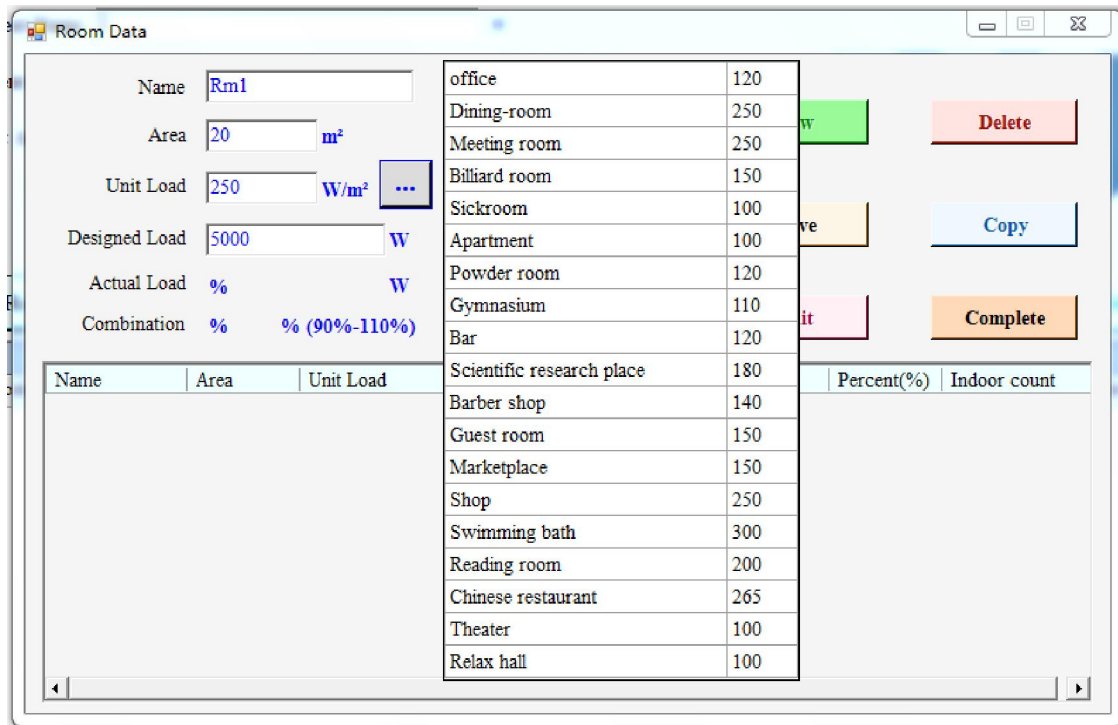 Room Data
Name Rm1
Area 20 m²
Unit Load 250 W/m² ...
Designed Load 5000 W
Actual Load % W
Combination % % (90%-110%)
office 120
Dining-room 250
Meeting room 250
Billiard room 150
Sickroom 100
Apartment 100
Powder room 120
Gymnasium 110
Bar 120
Scientific research place 180
Barber shop 140
Guest room 150
Marketplace 150
Shop 250
Swimming bath 300
Reading room 200
Chinese restaurant 265
Theater 100
Relax hall 100
w Delete
ve Copy
it Complete
Name Area Unit Load Percent(%) Indoor count